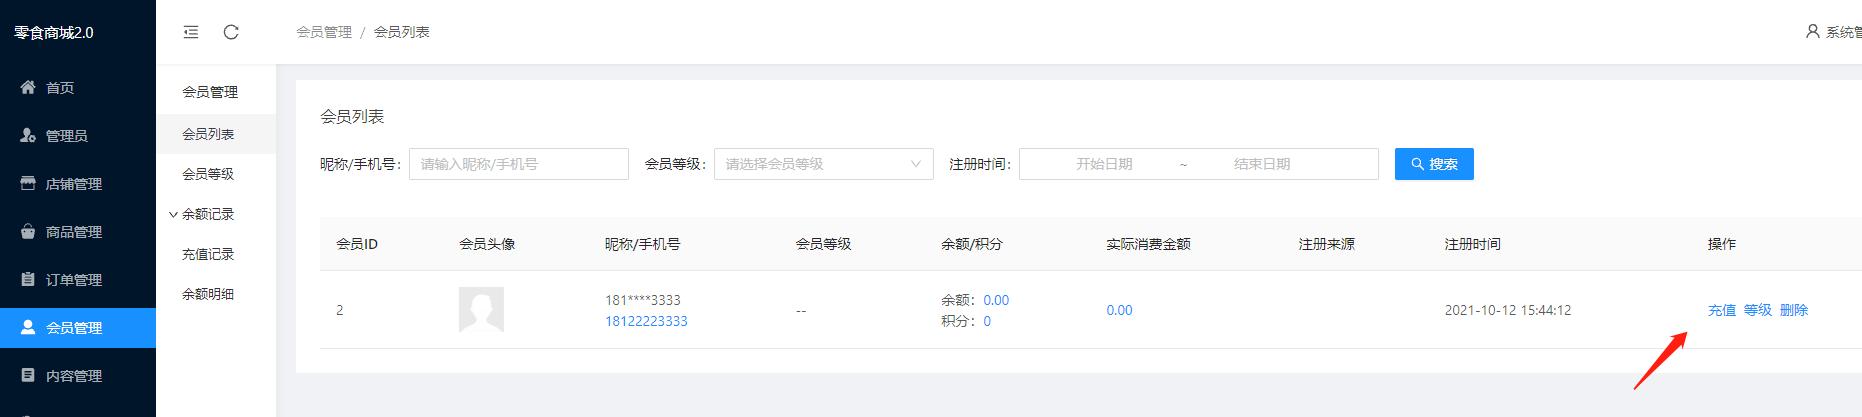 零食商城2.0
首页
管理员
店铺管理
商品管理
订单管理
会员管理
内容管理
会员管理 / 会员列表
系统管
会员管理
会员列表
会员等级
余额记录
充值记录
余额明细
会员列表
昵称/手机号: 请输入昵称/手机号 会员等级: 请选择会员等级 注册时间: 开始日期 ~ 结束日期 搜索
会员ID 会员头像 昵称/手机号 会员等级 余额/积分 实际消费金额 注册来源 注册时间 操作
2 181****3333 -- 余额: 0.00 0.00 2021-10-12 15:44:12 充值 等级 删除
18122223333 积分: 0